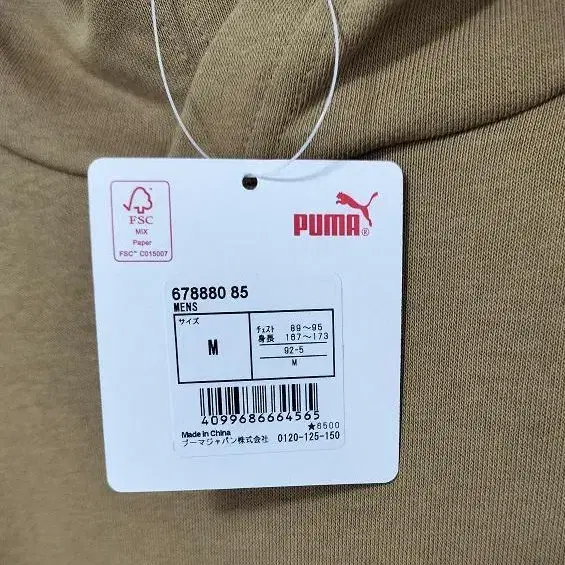 FSC
MIX
Paper
FSC™ C015007
PUMA®
678880 85
MENS
サイズ
M
チェスト 89～95
身長 167～173
92-5
M
4099686664565
★6500
Made in China
プーマジャパン株式会社 0120-125-150